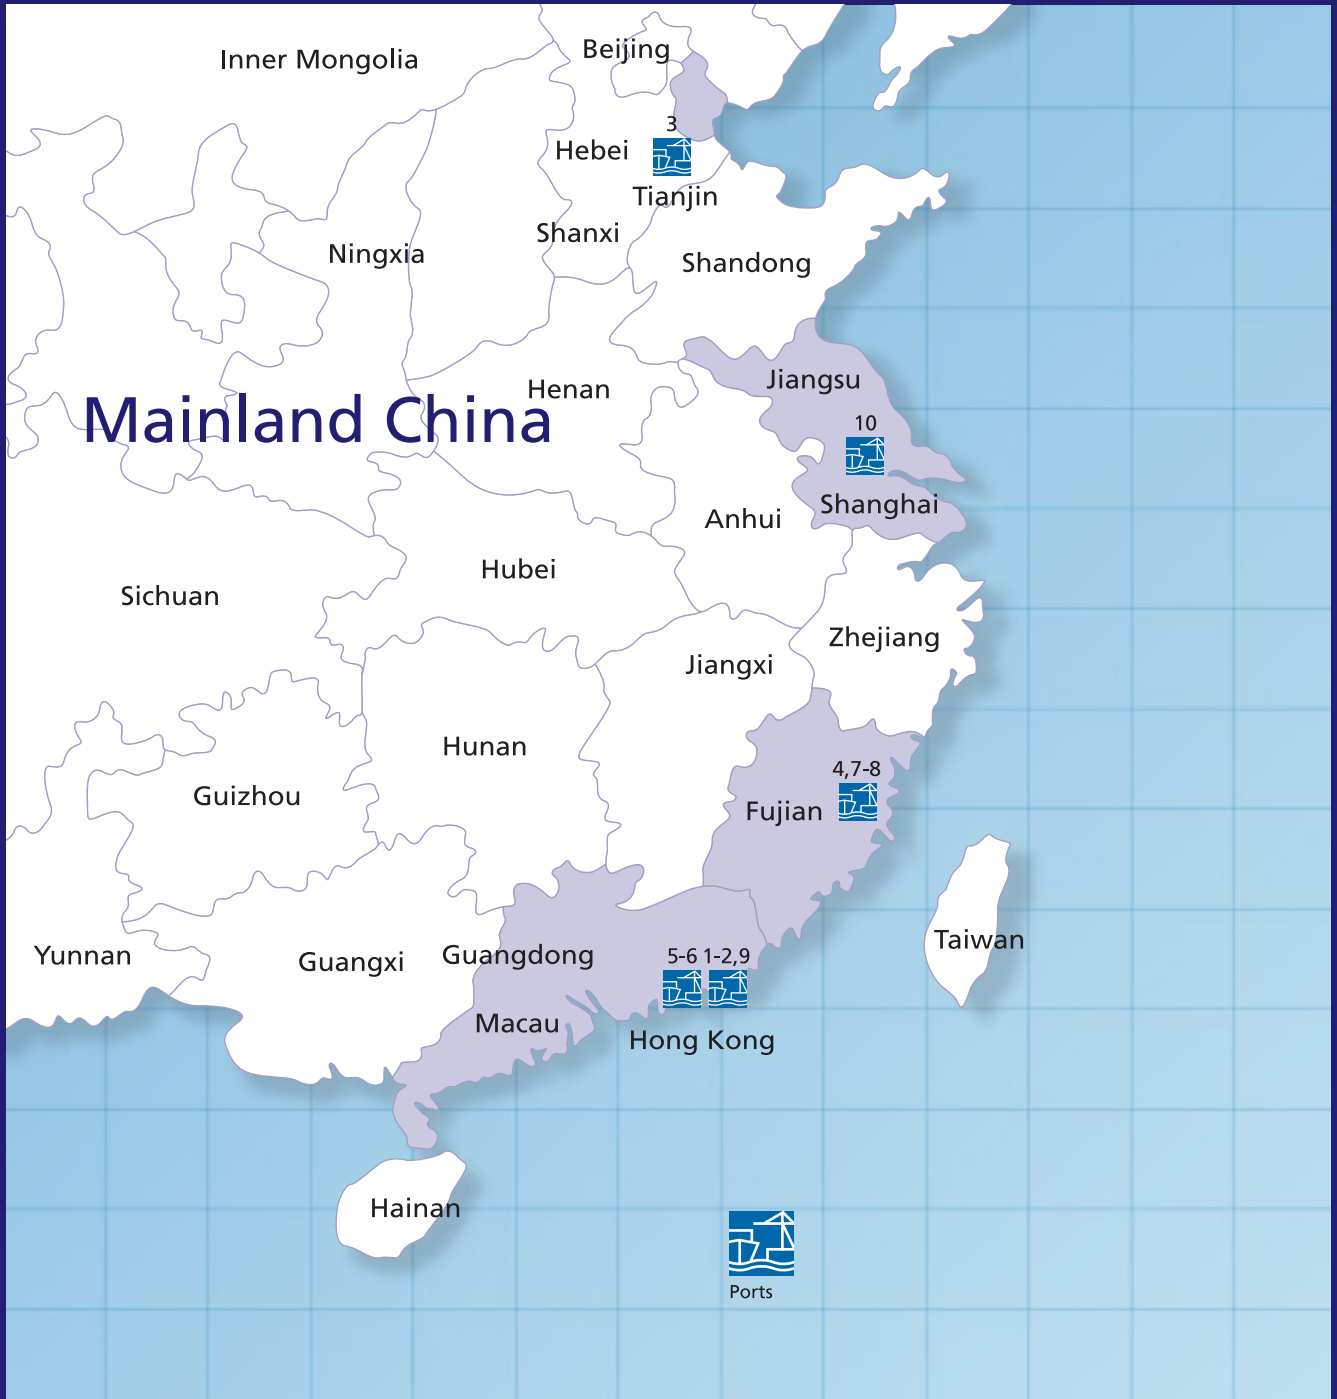 Inner Mongolia
Beijing
3
Hebei
Tianjin
Shanxi
Ningxia
Shandong
Jiangsu
Henan
Mainland China
10
Shanghai
Anhui
Hubei
Sichuan
Zhejiang
Jiangxi
Hunan
4,7-8
Guizhou
Fujian
Taiwan
Yunnan
Guangxi
Guangdong
5-6 1-2,9
Macau
Hong Kong
Hainan
Ports